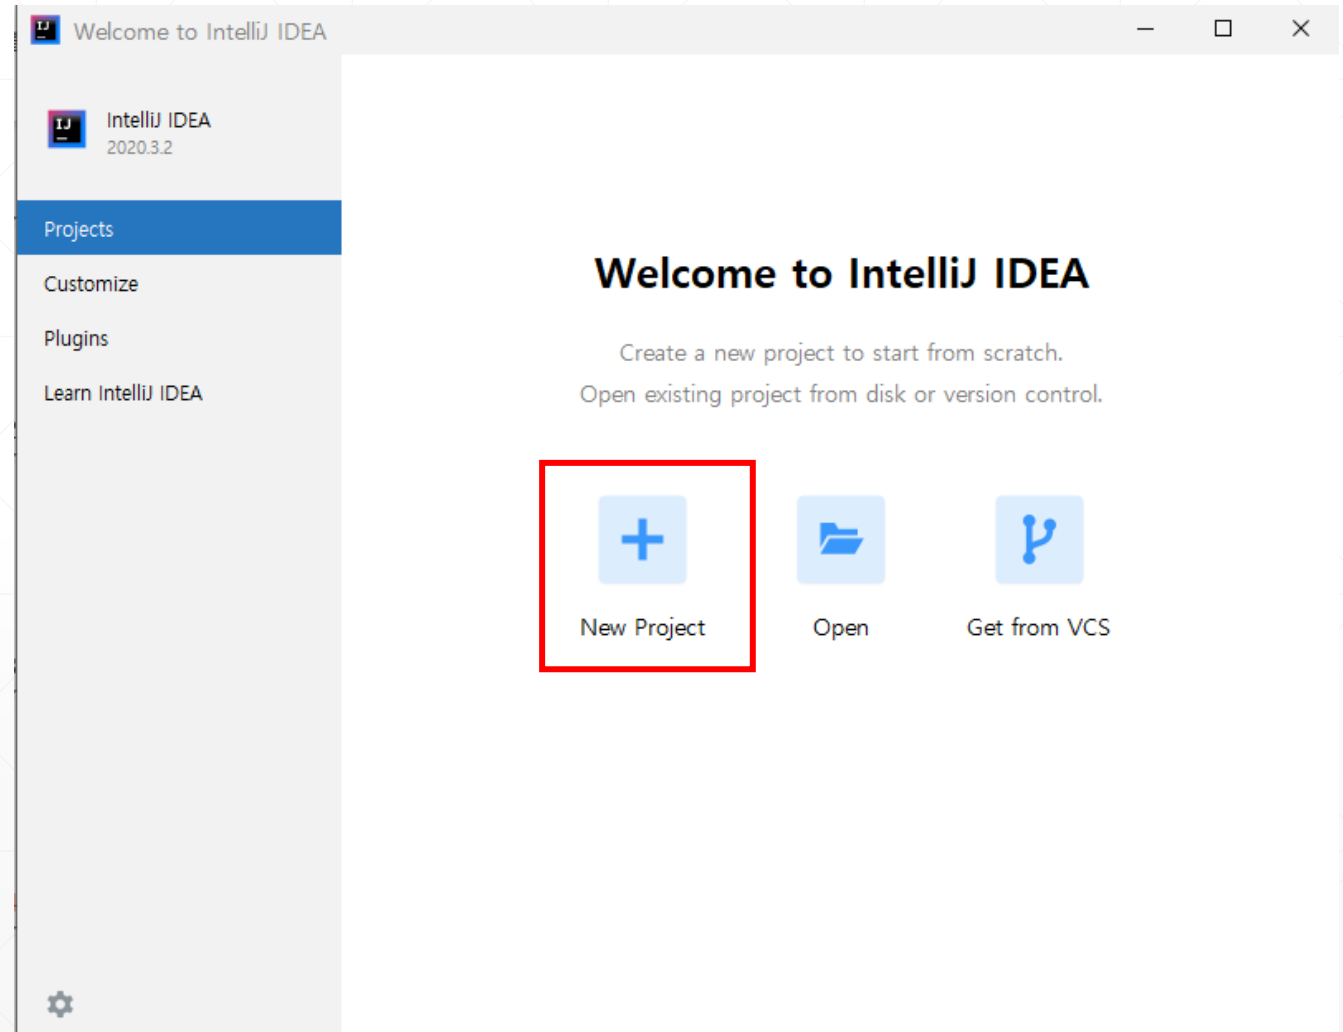 Welcome to IntelliJ IDEA
IntelliJ IDEA
2020.3.2
Projects
Customize
Plugins
Learn IntelliJ IDEA
Welcome to IntelliJ IDEA
Create a new project to start from scratch.
Open existing project from disk or version control.
New Project
Open
Get from VCS